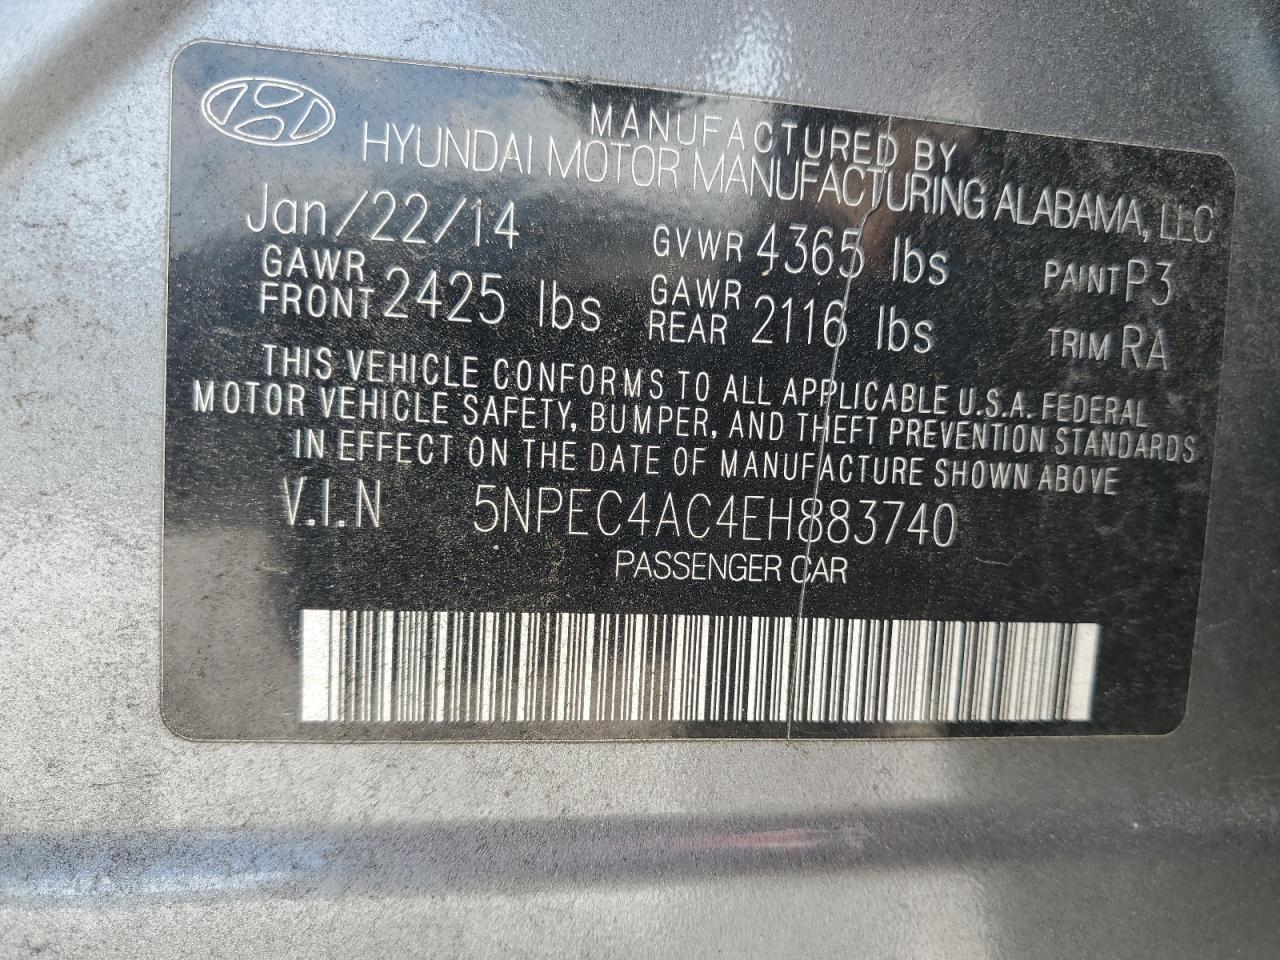 MANUFACTURED BY
HYUNDAI MOTOR MANUFACTURING ALABAMA, LLC
Jan/22/14 GVWR 4365 lbs PAINT P3
GAWR FRONT 2425 lbs GAWR REAR 2116 lbs TRIM RA
THIS VEHICLE CONFORMS TO ALL APPLICABLE U.S.A. FEDERAL
MOTOR VEHICLE SAFETY, BUMPER, AND THEFT PREVENTION STANDARDS
IN EFFECT ON THE DATE OF MANUFACTURE SHOWN ABOVE
V.I.N 5NPEC4AC4EH883740
PASSENGER CAR